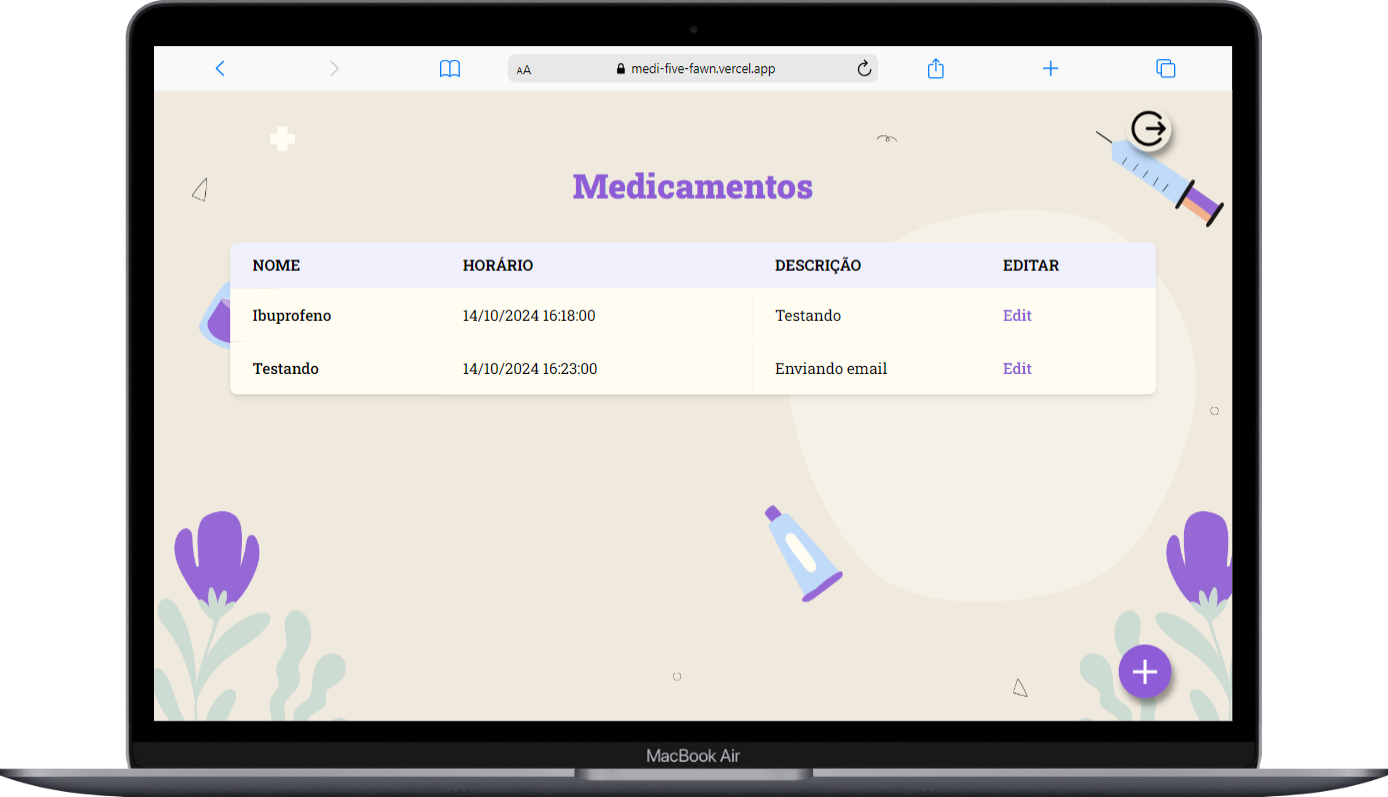 AA medi-five-fawn.vercel.app
Medicamentos
NOME HORÁRIO DESCRIÇÃO EDITAR
Ibuprofeno 14/10/2024 16:18:00 Testando Edit
Testando 14/10/2024 16:23:00 Enviando email Edit
MacBook Air